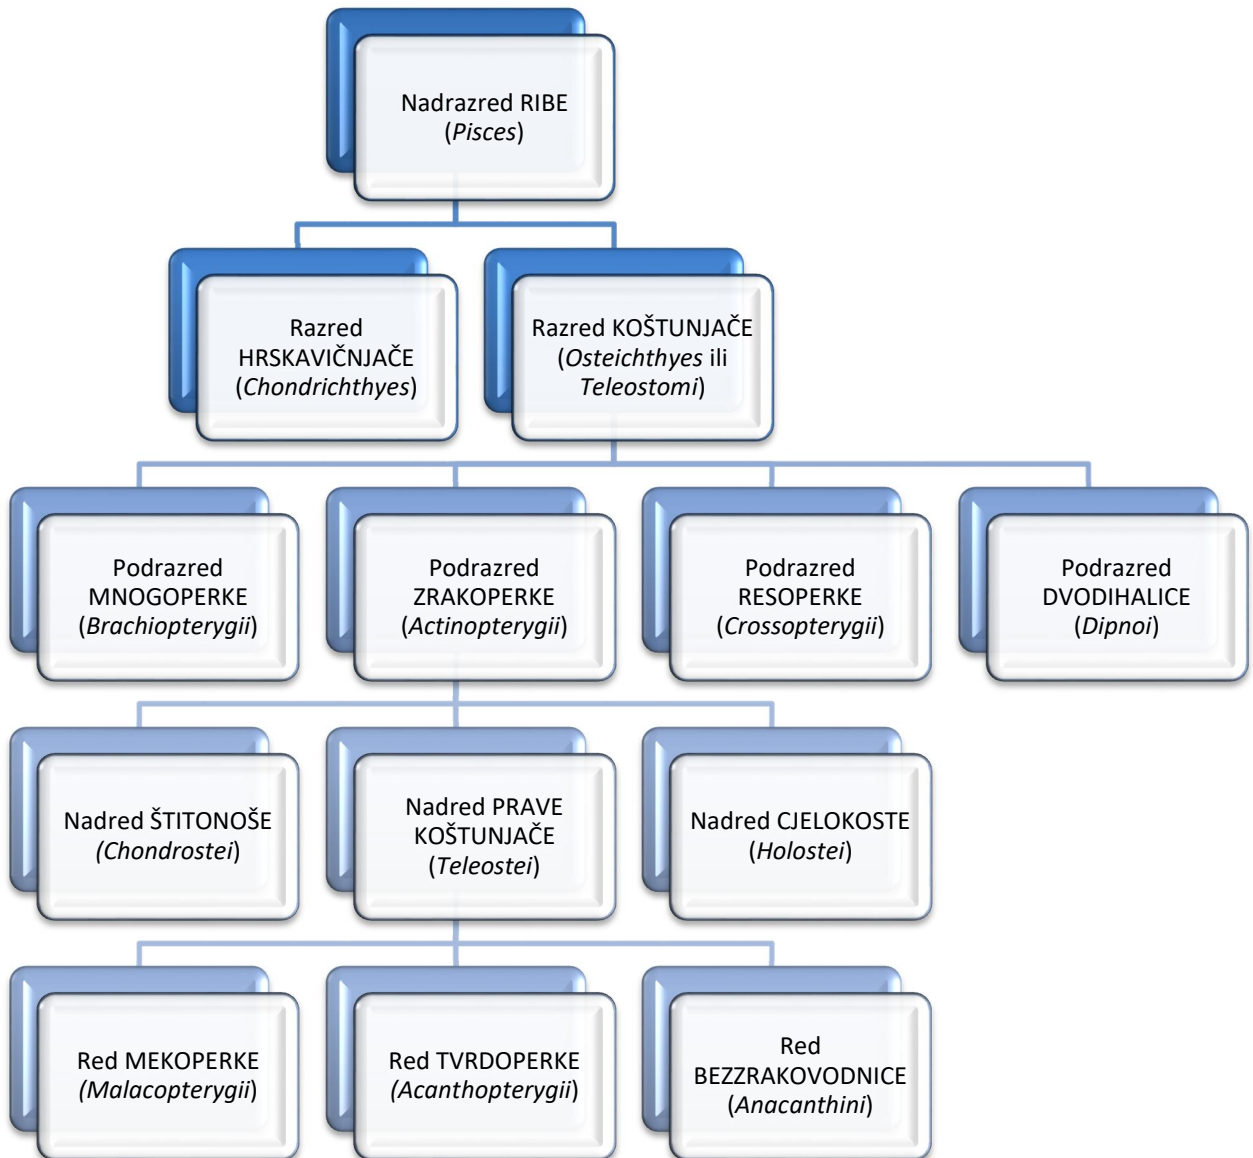 Nadrazred RIBE
(Pisces)
Razred
HRSKAVIČNJAČE
(Chondrichthyes)
Razred KOŠTUNJAČE
(Osteichthyes ili
Teleostomi)
Podrazred
MNOGOPERKE
(Brachiopterygii)
Podrazred
ZRAKOPERKE
(Actinopterygii)
Podrazred
RESOPERKE
(Crossopterygii)
Podrazred
DVODIHALICE
(Dipnoi)
Nadred ŠTITONOŠE
(Chondrostei)
Nadred PRAVE
KOŠTUNJAČE
(Teleostei)
Nadred CJELOKOSTE
(Holostei)
Red MEKOPERKE
(Malacopterygii)
Red TVRDOPERKE
(Acanthopterygii)
Red
BEZZRAKOVODNICE
(Anacanthini)